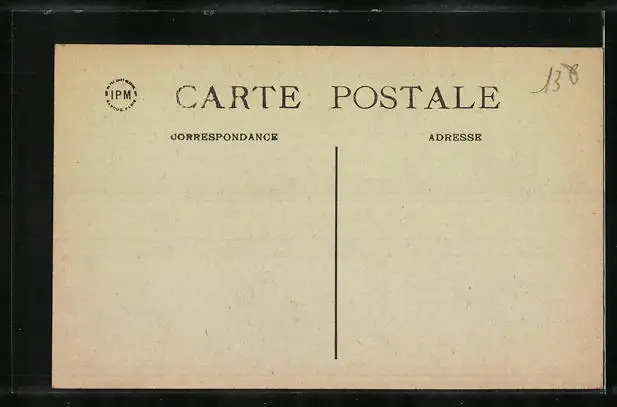 IPM
CARTE POSTALE
138
CORRESPONDANCE
ADRESSE